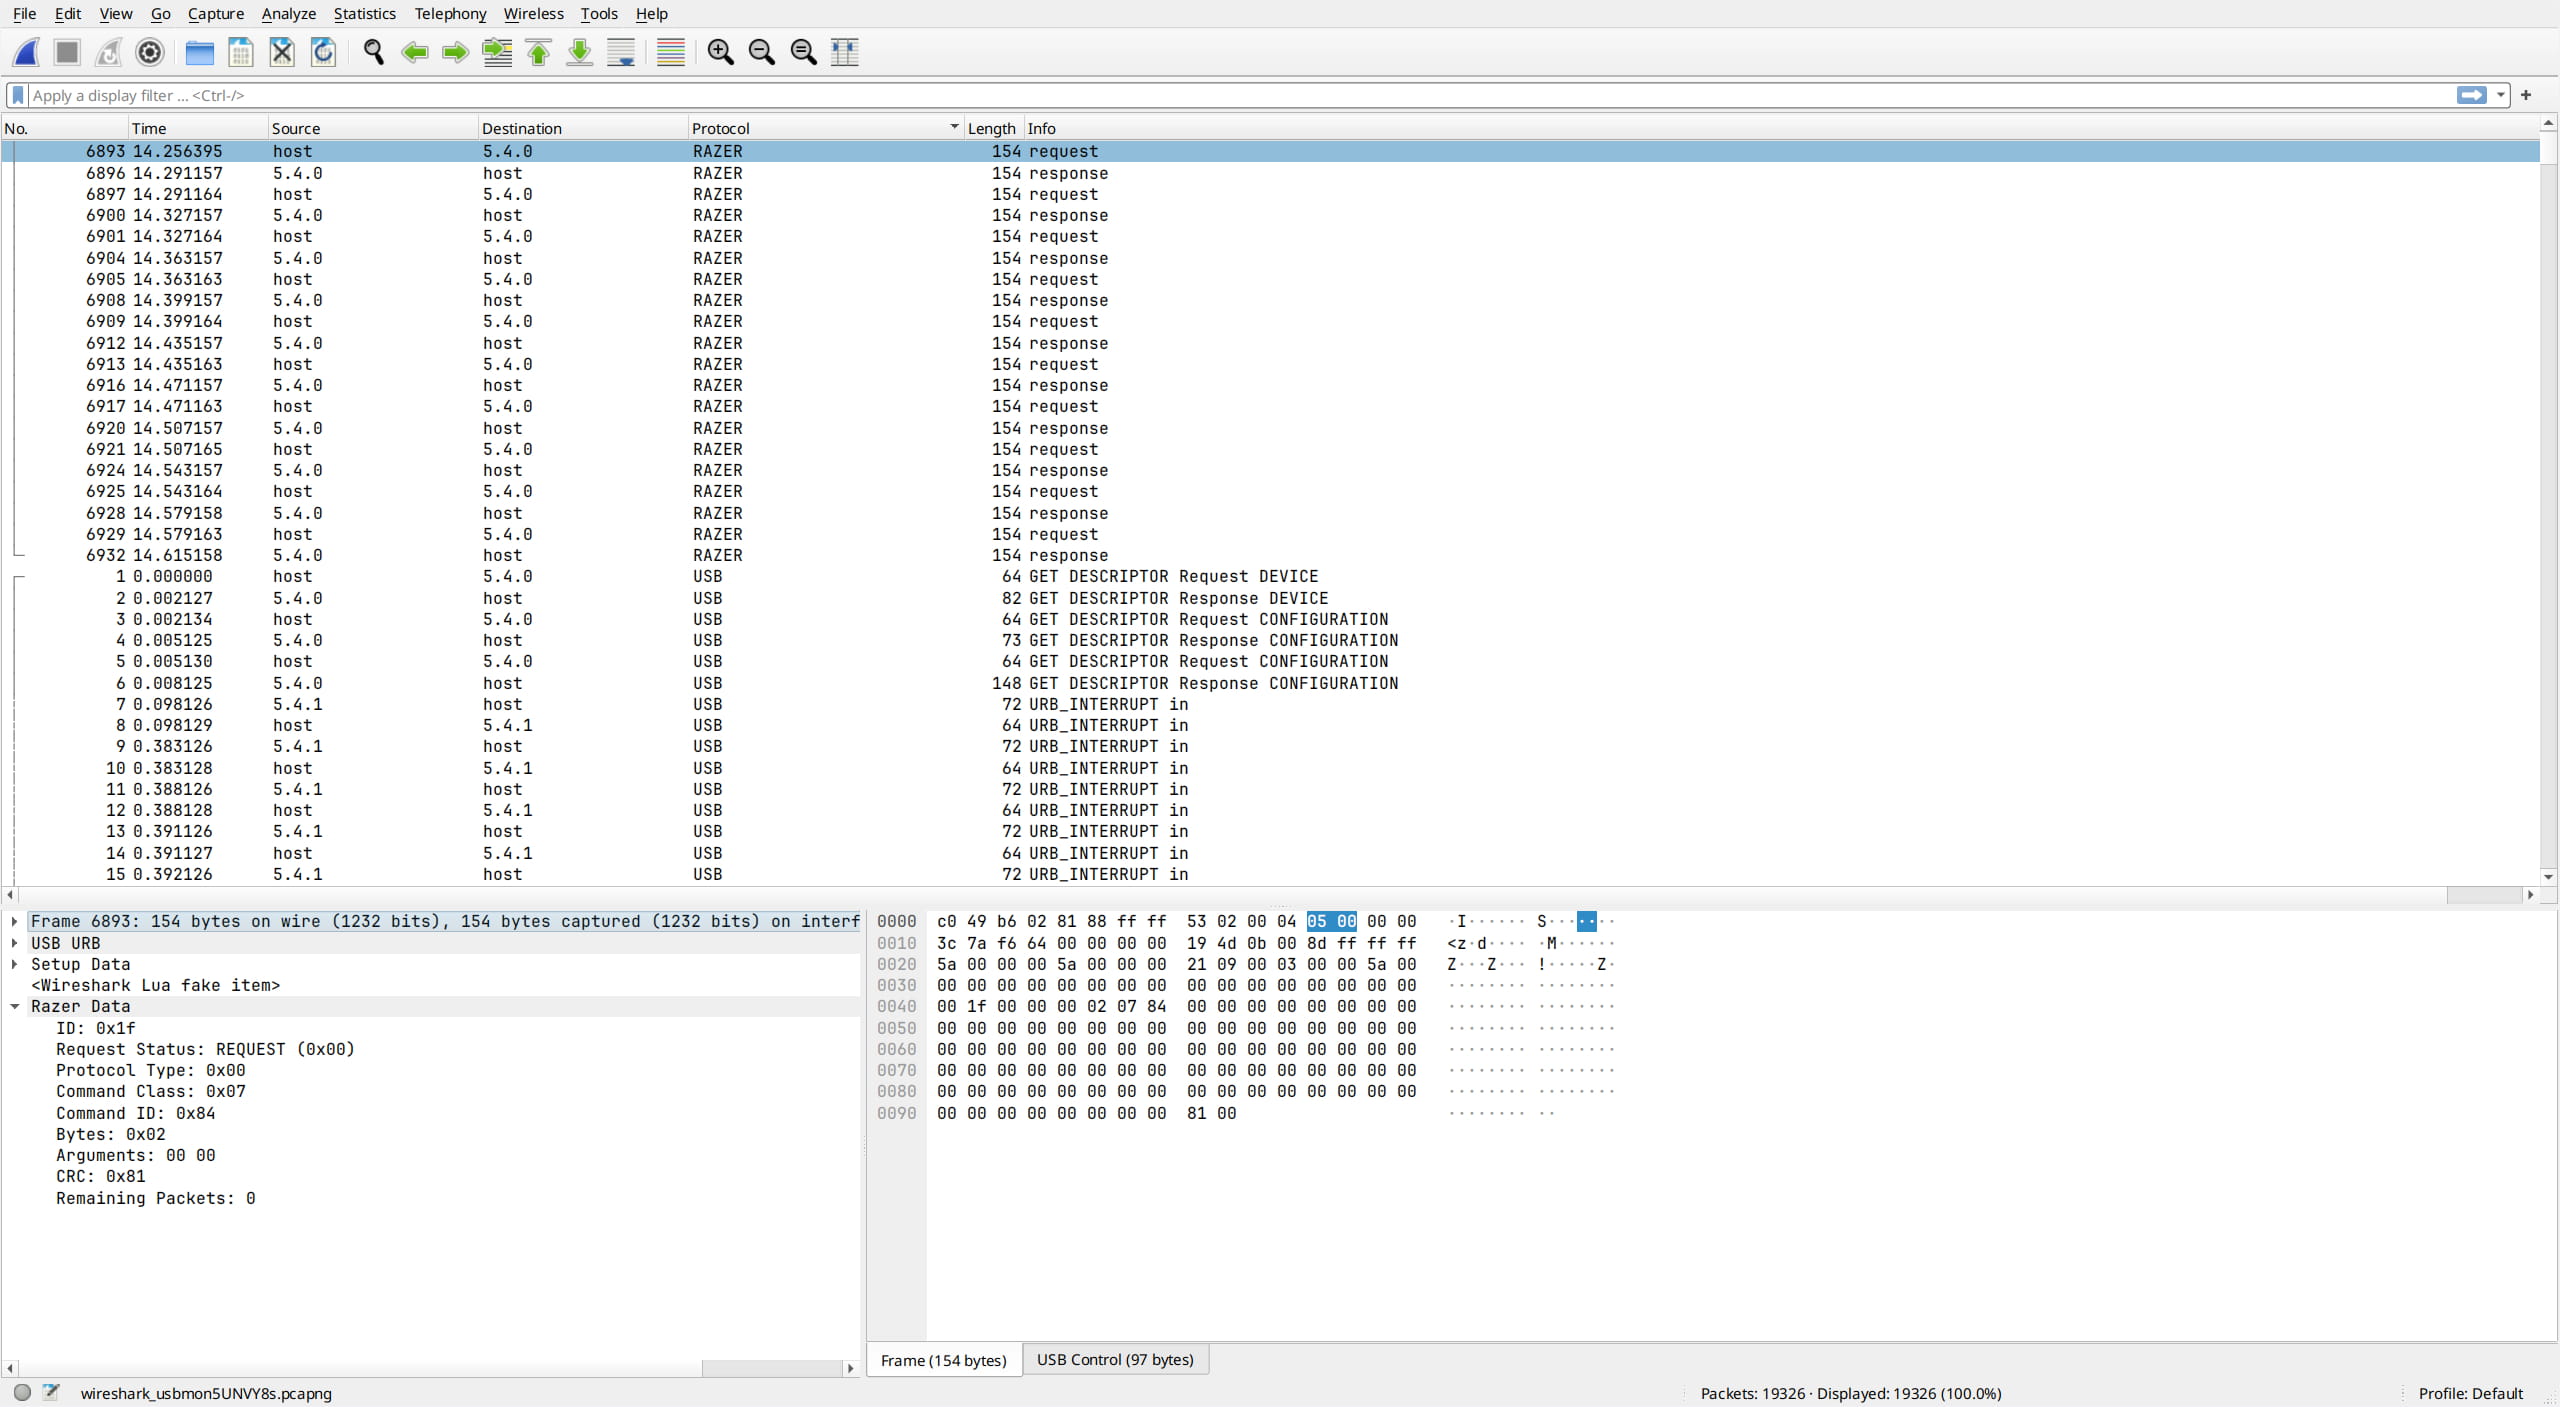 File Edit View Go Capture Analyze Statistics Telephony Wireless Tools Help
Apply a display filter ... <Ctrl-/>
No. Time Source Destination Protocol Length Info
6893 14.256395 host 5.4.0 RAZER 154 request
6896 14.291157 5.4.0 host RAZER 154 response
6897 14.291164 host 5.4.0 RAZER 154 request
6900 14.327157 5.4.0 host RAZER 154 response
6901 14.327164 host 5.4.0 RAZER 154 request
6904 14.363157 5.4.0 host RAZER 154 response
6905 14.363163 host 5.4.0 RAZER 154 request
6908 14.399157 5.4.0 host RAZER 154 response
6909 14.399164 host 5.4.0 RAZER 154 request
6912 14.435157 5.4.0 host RAZER 154 response
6913 14.435163 host 5.4.0 RAZER 154 request
6916 14.471157 5.4.0 host RAZER 154 response
6917 14.471163 host 5.4.0 RAZER 154 request
6920 14.507157 5.4.0 host RAZER 154 response
6921 14.507165 host 5.4.0 RAZER 154 request
6924 14.543157 5.4.0 host RAZER 154 response
6925 14.543164 host 5.4.0 RAZER 154 request
6928 14.579158 5.4.0 host RAZER 154 response
6929 14.579163 host 5.4.0 RAZER 154 request
6932 14.615158 5.4.0 host RAZER 154 response
1 0.000000 host 5.4.0 USB 64 GET DESCRIPTOR Request DEVICE
2 0.002127 5.4.0 host USB 82 GET DESCRIPTOR Response DEVICE
3 0.002134 host 5.4.0 USB 64 GET DESCRIPTOR Request CONFIGURATION
4 0.005125 5.4.0 host USB 73 GET DESCRIPTOR Response CONFIGURATION
5 0.005130 host 5.4.0 USB 64 GET DESCRIPTOR Request CONFIGURATION
6 0.008125 5.4.0 host USB 148 GET DESCRIPTOR Response CONFIGURATION
7 0.098126 5.4.1 host USB 72 URB_INTERRUPT in
8 0.098129 host 5.4.1 USB 64 URB_INTERRUPT in
9 0.383126 5.4.1 host USB 72 URB_INTERRUPT in
10 0.383128 host 5.4.1 USB 64 URB_INTERRUPT in
11 0.388126 5.4.1 host USB 72 URB_INTERRUPT in
12 0.388128 host 5.4.1 USB 64 URB_INTERRUPT in
13 0.391126 5.4.1 host USB 72 URB_INTERRUPT in
14 0.391127 host 5.4.1 USB 64 URB_INTERRUPT in
15 0.392126 5.4.1 host USB 72 URB_INTERRUPT in
Frame 6893: 154 bytes on wire (1232 bits), 154 bytes captured (1232 bits) on interf
USB URB
Setup Data
<Wireshark Lua fake item>
Razer Data
ID: 0x1f
Request Status: REQUEST (0x00)
Protocol Type: 0x00
Command Class: 0x07
Command ID: 0x84
Bytes: 0x02
Arguments: 00 00
CRC: 0x81
Remaining Packets: 0
0000 c0 49 b6 02 81 88 ff ff 53 02 00 04 05 00 00 00 ·I······ S·······
0010 3c 7a f6 64 00 00 00 00 19 4d 0b 00 8d ff ff ff <z·d···· ·M······
0020 5a 00 00 00 5a 00 00 00 21 09 00 03 00 00 5a 00 Z···Z··· !·····Z·
0030 00 00 00 00 00 00 00 00 00 00 00 00 00 00 00 00 ········ ········
0040 00 1f 00 00 00 02 07 84 00 00 00 00 00 00 00 00 ········ ········
0050 00 00 00 00 00 00 00 00 00 00 00 00 00 00 00 00 ········ ········
0060 00 00 00 00 00 00 00 00 00 00 00 00 00 00 00 00 ········ ········
0070 00 00 00 00 00 00 00 00 00 00 00 00 00 00 00 00 ········ ········
0080 00 00 00 00 00 00 00 00 00 00 00 00 00 00 00 00 ········ ········
0090 00 00 00 00 00 00 00 00 81 00 ········ ··
Frame (154 bytes) USB Control (97 bytes)
wireshark_usbmon5UNVY8s.pcapng Packets: 19326 · Displayed: 19326 (100.0%) Profile: Default